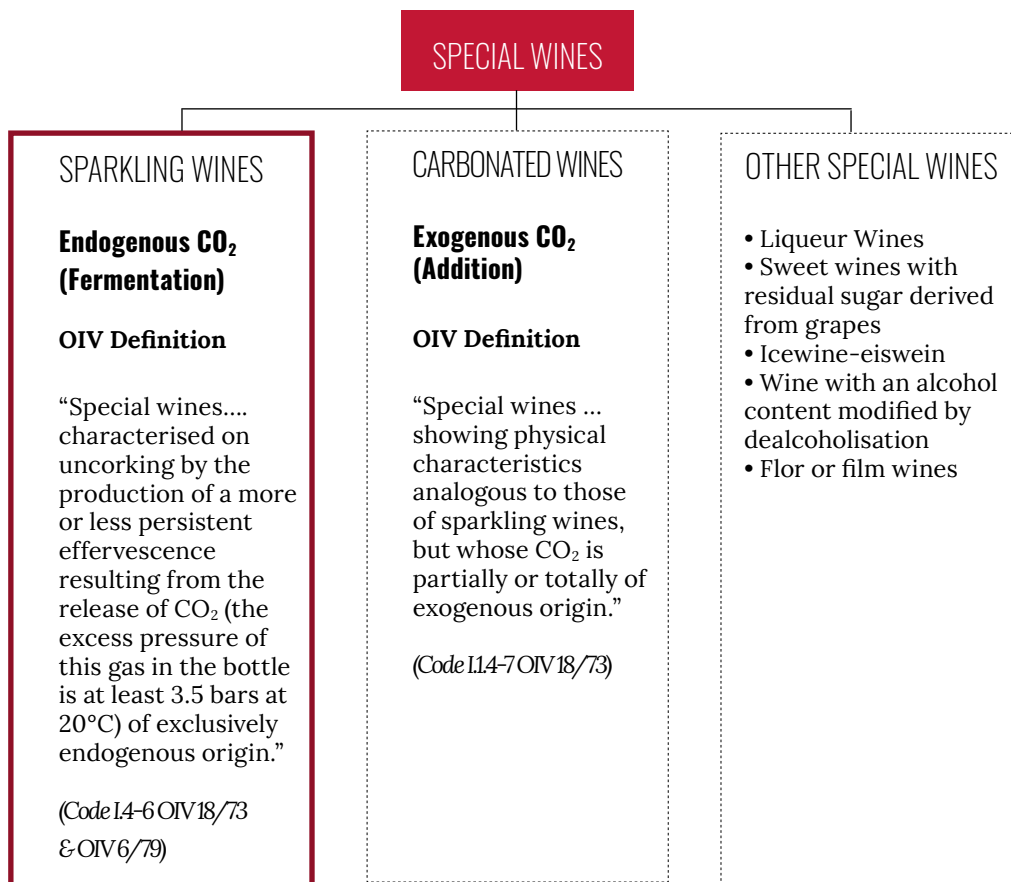 SPECIAL WINES
SPARKLING WINES
Endogenous CO₂
(Fermentation)
OIV Definition
“Special wines....
characterised on
uncorking by the
production of a more
or less persistent
effervescence
resulting from the
release of CO₂ (the
excess pressure of
this gas in the bottle
is at least 3.5 bars at
20°C) of exclusively
endogenous origin.”
(Code I.4-6 OIV 18/73
& OIV 6/79)
CARBONATED WINES
Exogenous CO₂
(Addition)
OIV Definition
“Special wines ...
showing physical
characteristics
analogous to those
of sparkling wines,
but whose CO₂ is
partially or totally of
exogenous origin.”
(Code I.1.4-7 OIV 18/73)
OTHER SPECIAL WINES
• Liqueur Wines
• Sweet wines with
residual sugar derived
from grapes
• Icewine-eiswein
• Wine with an alcohol
content modified by
dealcoholisation
• Flor or film wines